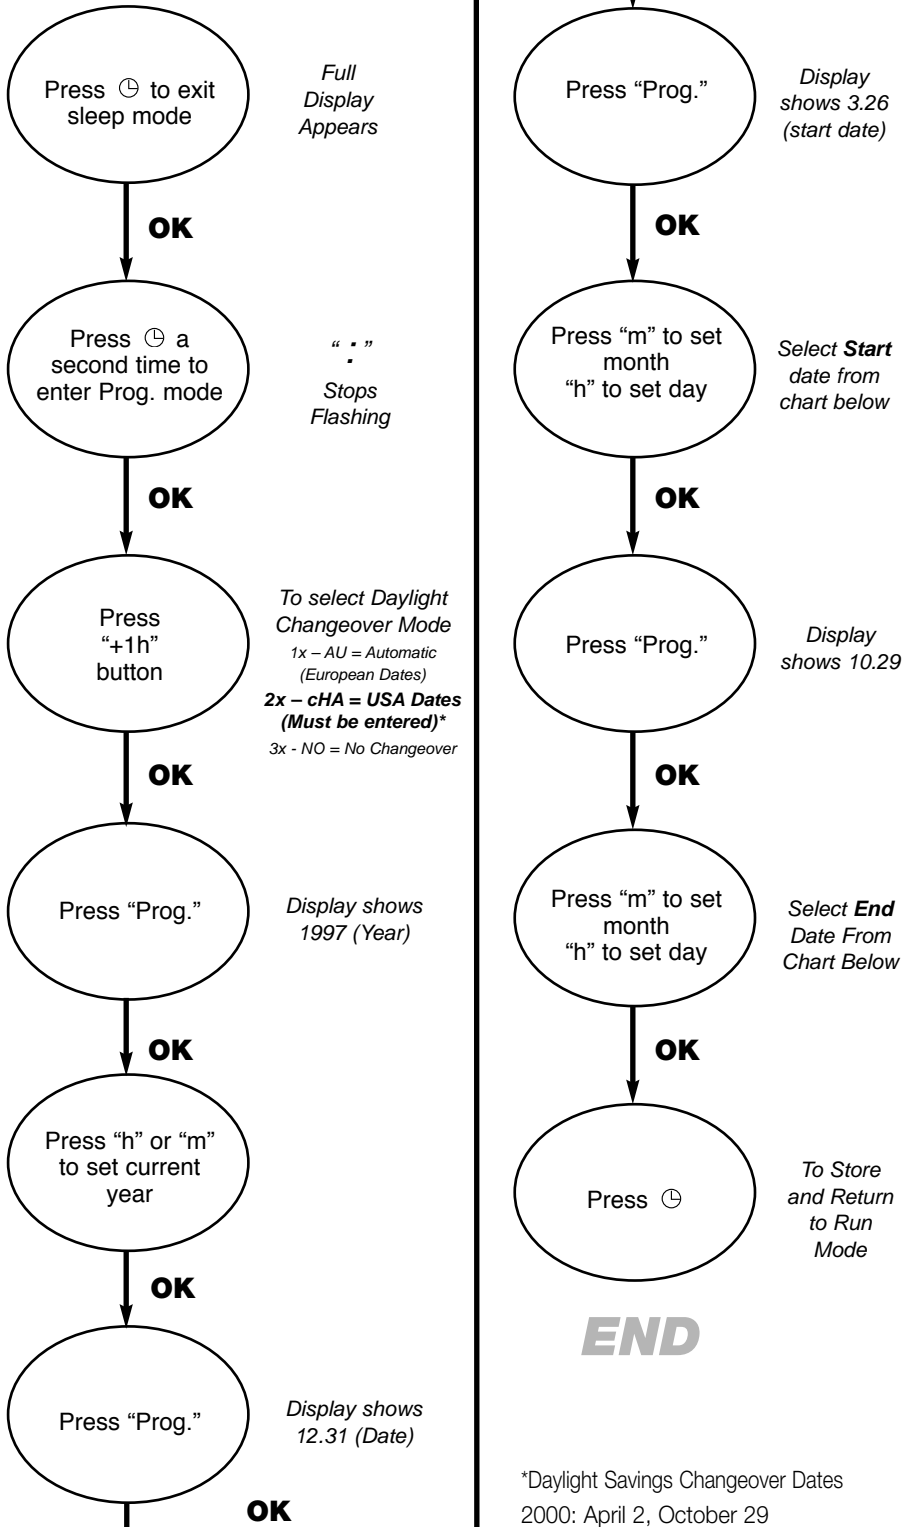 Press to exit
sleep mode
Full
Display
Appears
OK
Press a
second time to
enter Prog. mode
“ : ”
Stops
Flashing
OK
Press
“+1h”
button
To select Daylight
Changeover Mode
1x – AU = Automatic
(European Dates)
2x – cHA = USA Dates
(Must be entered)*
3x - NO = No Changeover
OK
Press “Prog.”
Display shows
1997 (Year)
OK
Press “h” or “m”
to set current
year
OK
Press “Prog.”
Display shows
12.31 (Date)
OK
Press “Prog.”
Display
shows 3.26
(start date)
OK
Press “m” to set
month
“h” to set day
Select Start
date from
chart below
OK
Press “Prog.”
Display
shows 10.29
OK
Press “m” to set
month
“h” to set day
Select End
Date From
Chart Below
OK
Press
To Store
and Return
to Run
Mode
END
*Daylight Savings Changeover Dates
2000: April 2, October 29